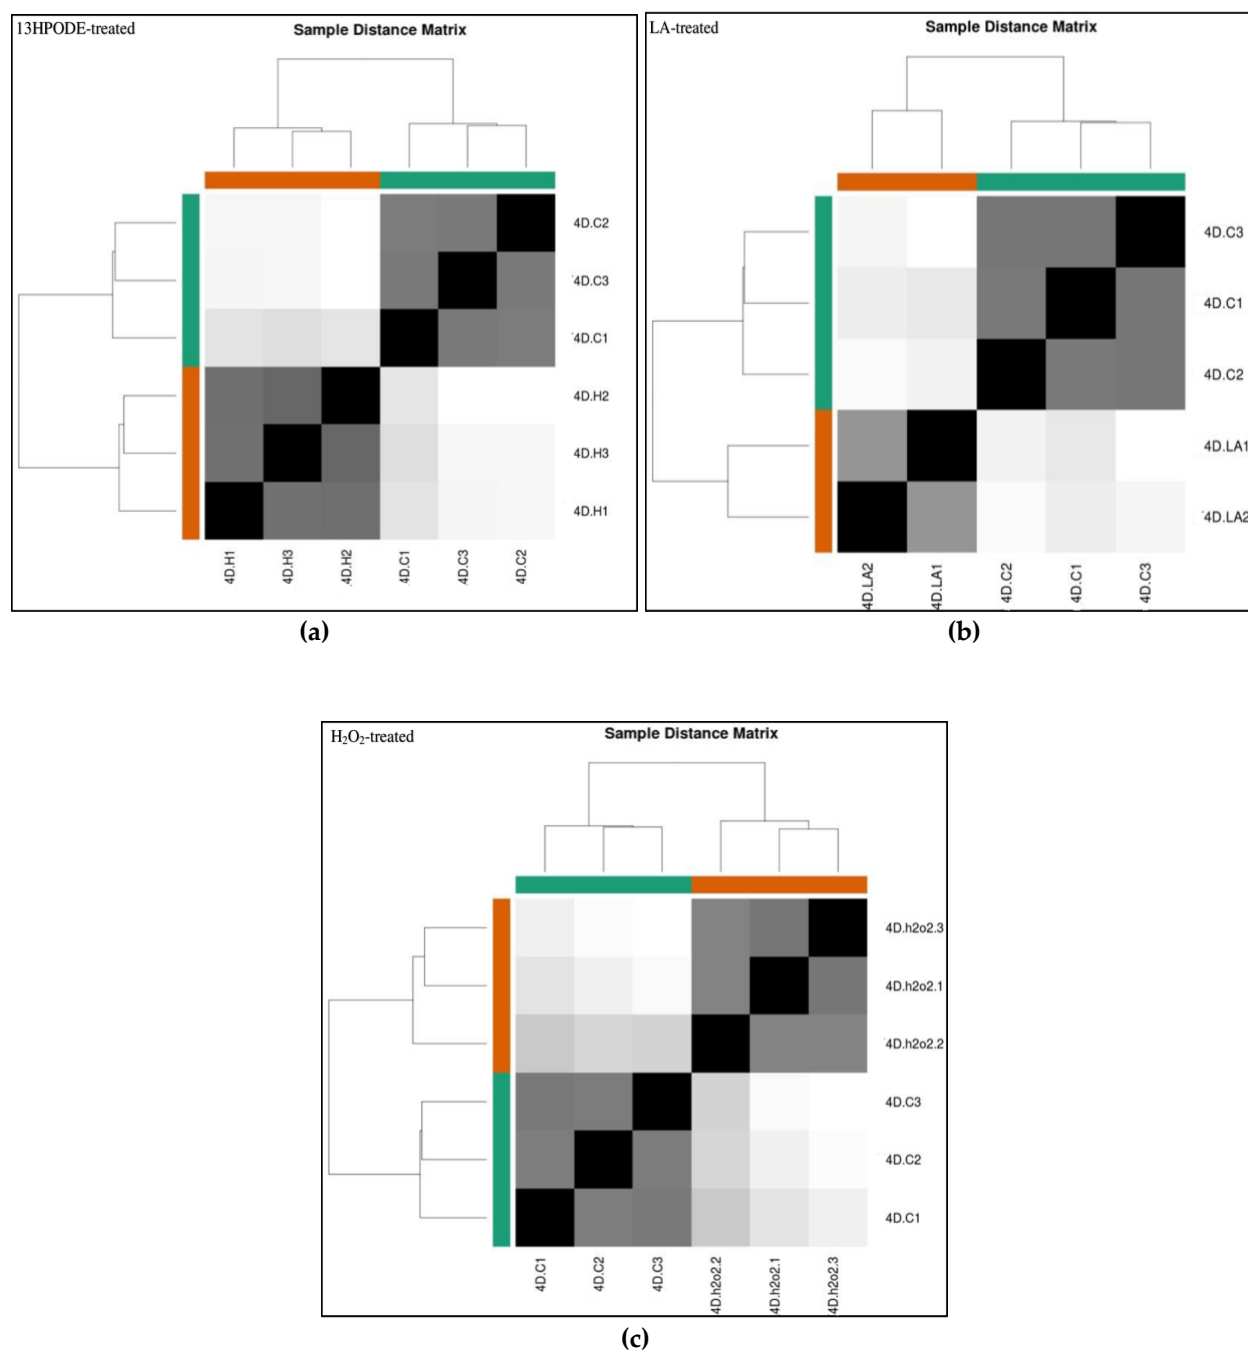 13HPODE-treated
Sample Distance Matrix
4D.C2
4D.C3
4D.C1
4D.H2
4D.H3
4D.H1
4D.H1
4D.H3
4D.H2
4D.C1
4D.C3
4D.C2
(a)
LA-treated
Sample Distance Matrix
4D.C3
4D.C1
4D.C2
4D.LA1
4D.LA2
4D.LA2
4D.LA1
4D.C2
4D.C1
4D.C3
(b)
H₂O₂-treated
Sample Distance Matrix
4D.h2o2.3
4D.h2o2.1
4D.h2o2.2
4D.C3
4D.C2
4D.C1
4D.C1
4D.C2
4D.C3
4D.h2o2.2
4D.h2o2.1
4D.h2o2.3
(c)